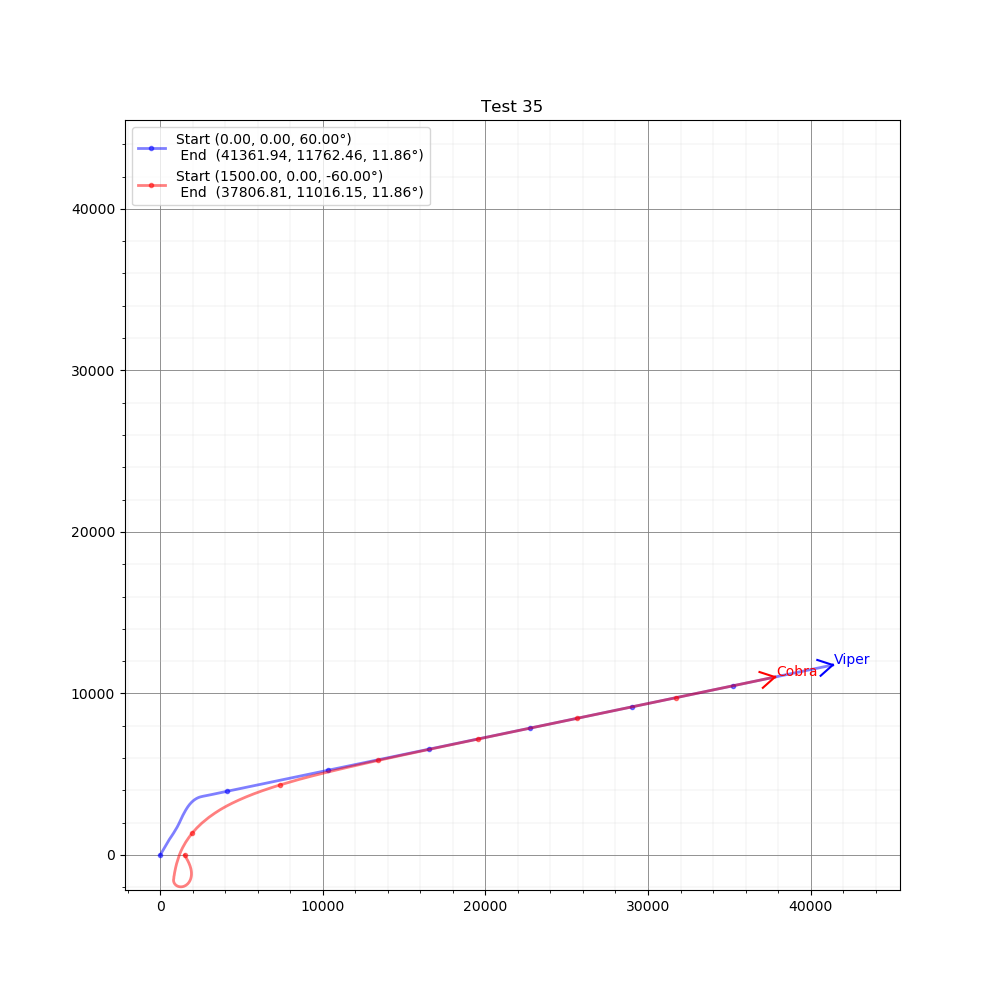 Test 35
Start (0.00, 0.00, 60.00°)
End (41361.94, 11762.46, 11.86°)
Start (1500.00, 0.00, -60.00°)
End (37806.81, 11016.15, 11.86°)
40000
30000
20000
10000
0
Viper
Cobra
0 10000 20000 30000 40000